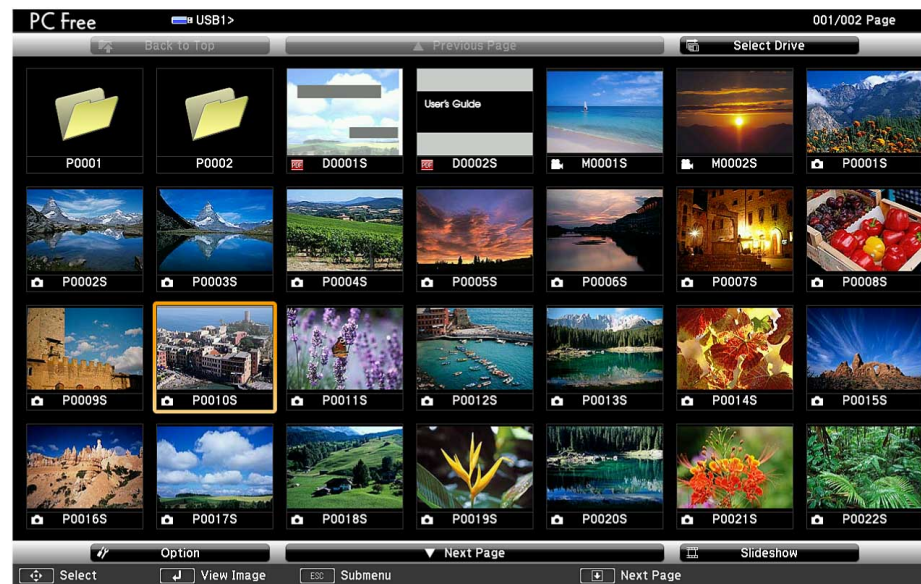 PC Free USB1> 001/002 Page
Back to Top ▲ Previous Page Select Drive
User's Guide
P0001 P0002 PDF D0001S PDF D0002S M0001S M0002S P0001S
P0002S P0003S P0004S P0005S P0006S P0007S P0008S
P0009S P0010S P0011S P0012S P0013S P0014S P0015S
P0016S P0017S P0018S P0019S P0020S P0021S P0022S
Option ▼ Next Page Slideshow
Select View Image ESC Submenu Next Page